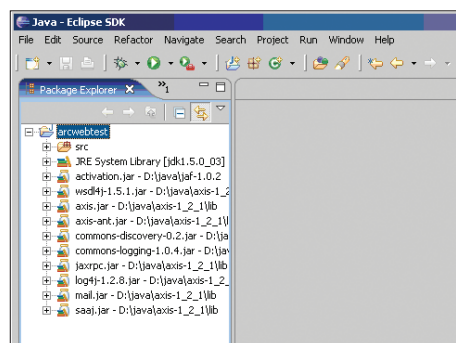 Java - Eclipse SDK
File Edit Source Refactor Navigate Search Project Run Window Help
Package Explorer X »1
arcwebtest
src
JRE System Library [jdk1.5.0_03]
activation.jar - D:\java\jaf-1.0.2
wsdl4j-1.5.1.jar - D:\java\axis-1_2
axis.jar - D:\java\axis-1_2_1\lib
axis-ant.jar - D:\java\axis-1_2_1\l
commons-discovery-0.2.jar - D:\ja
commons-logging-1.0.4.jar - D:\jav
jaxrpc.jar - D:\java\axis-1_2_1\lib
log4j-1.2.8.jar - D:\java\axis-1_2_
mail.jar - D:\java\axis-1_2_1\lib
saaj.jar - D:\java\axis-1_2_1\lib